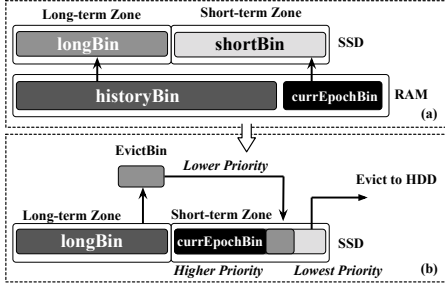 Long-term Zone Short-term Zone
longBin shortBin SSD
historyBin currEpochBin RAM
(a)
EvictBin
Lower Priority
Evict to HDD
Long-term Zone Short-term Zone
longBin currEpochBin SSD
Higher Priority Lowest Priority (b)